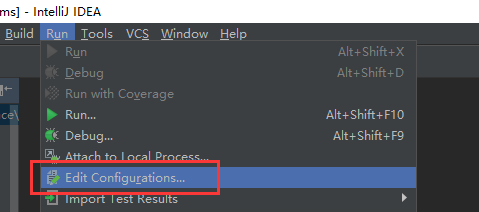 ms] - IntelliJ IDEA
Build Run Tools VCS Window Help
Run Alt+Shift+X
Debug Alt+Shift+D
Run with Coverage
Run... Alt+Shift+F10
Debug... Alt+Shift+F9
Attach to Local Process...
Edit Configurations...
Import Test Results